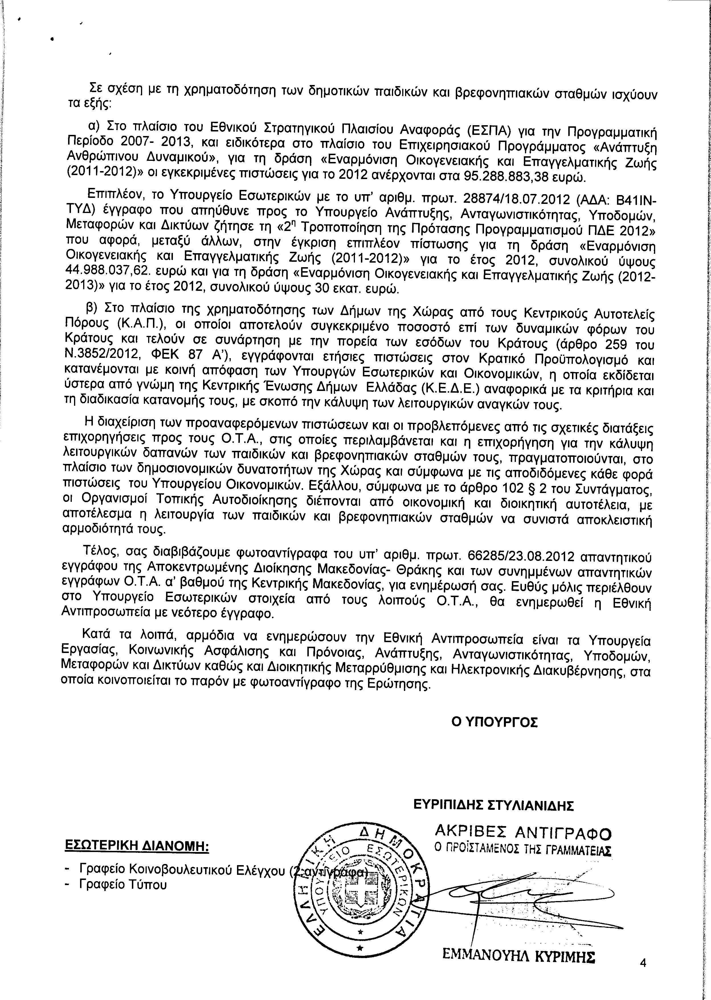 Σε σχέση με τη χρηματοδότηση των δημοτικών παιδικών και βρεφονηπιακών σταθμών ισχύουν
τα εξής:
α) Στο πλαίσιο του Εθνικού Στρατηγικού Πλαισίου Αναφοράς (ΕΣΠΑ) για την Προγραμματική
Περίοδο 2007- 2013, και ειδικότερα στο πλαίσιο του Επιχειρησιακού Προγράμματος «Ανάπτυξη
Ανθρώπινου Δυναμικού», για τη δράση «Εναρμόνιση Οικογενειακής και Επαγγελματικής Ζωής
(2011-2012)» οι εγκεκριμένες πιστώσεις για το 2012 ανέρχονται στα 95.288.883,38 ευρώ.
Επιπλέον, το Υπουργείο Εσωτερικών με το υπ’ αριθμ. πρωτ. 28874/18.07.2012 (ΑΔΑ: Β41ΙΝ-
ΤΥΔ) έγγραφο που απηύθυνε προς το Υπουργείο Ανάπτυξης, Ανταγωνιστικότητας, Υποδομών,
Μεταφορών και Δικτύων ζήτησε τη «2η Τροποποίηση της Πρότασης Προγραμματισμού ΠΔΕ 2012»
που αφορά, μεταξύ άλλων, στην έγκριση επιπλέον πίστωσης για τη δράση «Εναρμόνιση
Οικογενειακής και Επαγγελματικής Ζωής (2011-2012)» για το έτος 2012, συνολικού ύψους
44.988.037,62. ευρώ και για τη δράση «Εναρμόνιση Οικογενειακής και Επαγγελματικής Ζωής (2012-
2013)» για το έτος 2012, συνολικού ύψους 30 εκατ. ευρώ.
β) Στο πλαίσιο της χρηματοδότησης των Δήμων της Χώρας από τους Κεντρικούς Αυτοτελείς
Πόρους (Κ.Α.Π.), οι οποίοι αποτελούν συγκεκριμένο ποσοστό επί των δυναμικών φόρων του
Κράτους και τελούν σε συνάρτηση με την πορεία των εσόδων του Κράτους (άρθρο 259 του
Ν.3852/2012, ΦΕΚ 87 Α’), εγγράφονται ετήσιες πιστώσεις στον Κρατικό Προϋπολογισμό και
κατανέμονται με κοινή απόφαση των Υπουργών Εσωτερικών και Οικονομικών, η οποία εκδίδεται
ύστερα από γνώμη της Κεντρικής Ένωσης Δήμων Ελλάδας (Κ.Ε.Δ.Ε.) αναφορικά με τα κριτήρια και
τη διαδικασία κατανομής τους, με σκοπό την κάλυψη των λειτουργικών αναγκών τους.
Η διαχείριση των προαναφερόμενων πιστώσεων και οι προβλεπόμενες από τις σχετικές διατάξεις
επιχορηγήσεις προς τους Ο.Τ.Α., στις οποίες περιλαμβάνεται και η επιχορήγηση για την κάλυψη
λειτουργικών δαπανών των παιδικών και βρεφονηπιακών σταθμών τους, πραγματοποιούνται, στο
πλαίσιο των δημοσιονομικών δυνατοτήτων της Χώρας και σύμφωνα με τις αποδιδόμενες κάθε φορά
πιστώσεις του Υπουργείου Οικονομικών. Εξάλλου, σύμφωνα με το άρθρο 102 § 2 του Συντάγματος,
οι Οργανισμοί Τοπικής Αυτοδιοίκησης διέπονται από οικονομική και διοικητική αυτοτέλεια, με
αποτέλεσμα η λειτουργία των παιδικών και βρεφονηπιακών σταθμών να συνιστά αποκλειστική
αρμοδιότητά τους.
Τέλος, σας διαβιβάζουμε φωτοαντίγραφα του υπ’ αριθμ. πρωτ. 66285/23.08.2012 απαντητικού
εγγράφου της Αποκεντρωμένης Διοίκησης Μακεδονίας- Θράκης και των συνημμένων απαντητικών
εγγράφων Ο.Τ.Α. α’ βαθμού της Κεντρικής Μακεδονίας, για ενημέρωσή σας. Ευθύς μόλις περιέλθουν
στο Υπουργείο Εσωτερικών στοιχεία από τους λοιπούς Ο.Τ.Α., θα ενημερωθεί η Εθνική
Αντιπροσωπεία με νεότερο έγγραφο.
Κατά τα λοιπά, αρμόδια να ενημερώσουν την Εθνική Αντιπροσωπεία είναι τα Υπουργεία
Εργασίας, Κοινωνικής Ασφάλισης και Πρόνοιας, Ανάπτυξης, Ανταγωνιστικότητας, Υποδομών,
Μεταφορών και Δικτύων καθώς και Διοικητικής Μεταρρύθμισης και Ηλεκτρονικής Διακυβέρνησης, στα
οποία κοινοποιείται το παρόν με φωτοαντίγραφο της Ερώτησης.
Ο ΥΠΟΥΡΓΟΣ
ΕΥΡΙΠΙΔΗΣ ΣΤΥΛΙΑΝΙΔΗΣ
ΑΚΡΙΒΕΣ ΑΝΤΙΓΡΑΦΟ
Ο ΠΡΟΪΣΤΑΜΕΝΟΣ ΤΗΣ ΓΡΑΜΜΑΤΕΙΑΣ
ΕΣΩΤΕΡΙΚΗ ΔΙΑΝΟΜΗ:
- Γραφείο Κοινοβουλευτικού Ελέγχου (2 αντίγραφα)
- Γραφείο Τύπου
ΕΛΛΗΝΙΚΗ ΔΗΜΟΚΡΑΤΙΑ
ΥΠΟΥΡΓΕΙΟ ΕΣΩΤΕΡΙΚΩΝ
ΕΜΜΑΝΟΥΗΛ ΚΥΡΙΜΗΣ
4